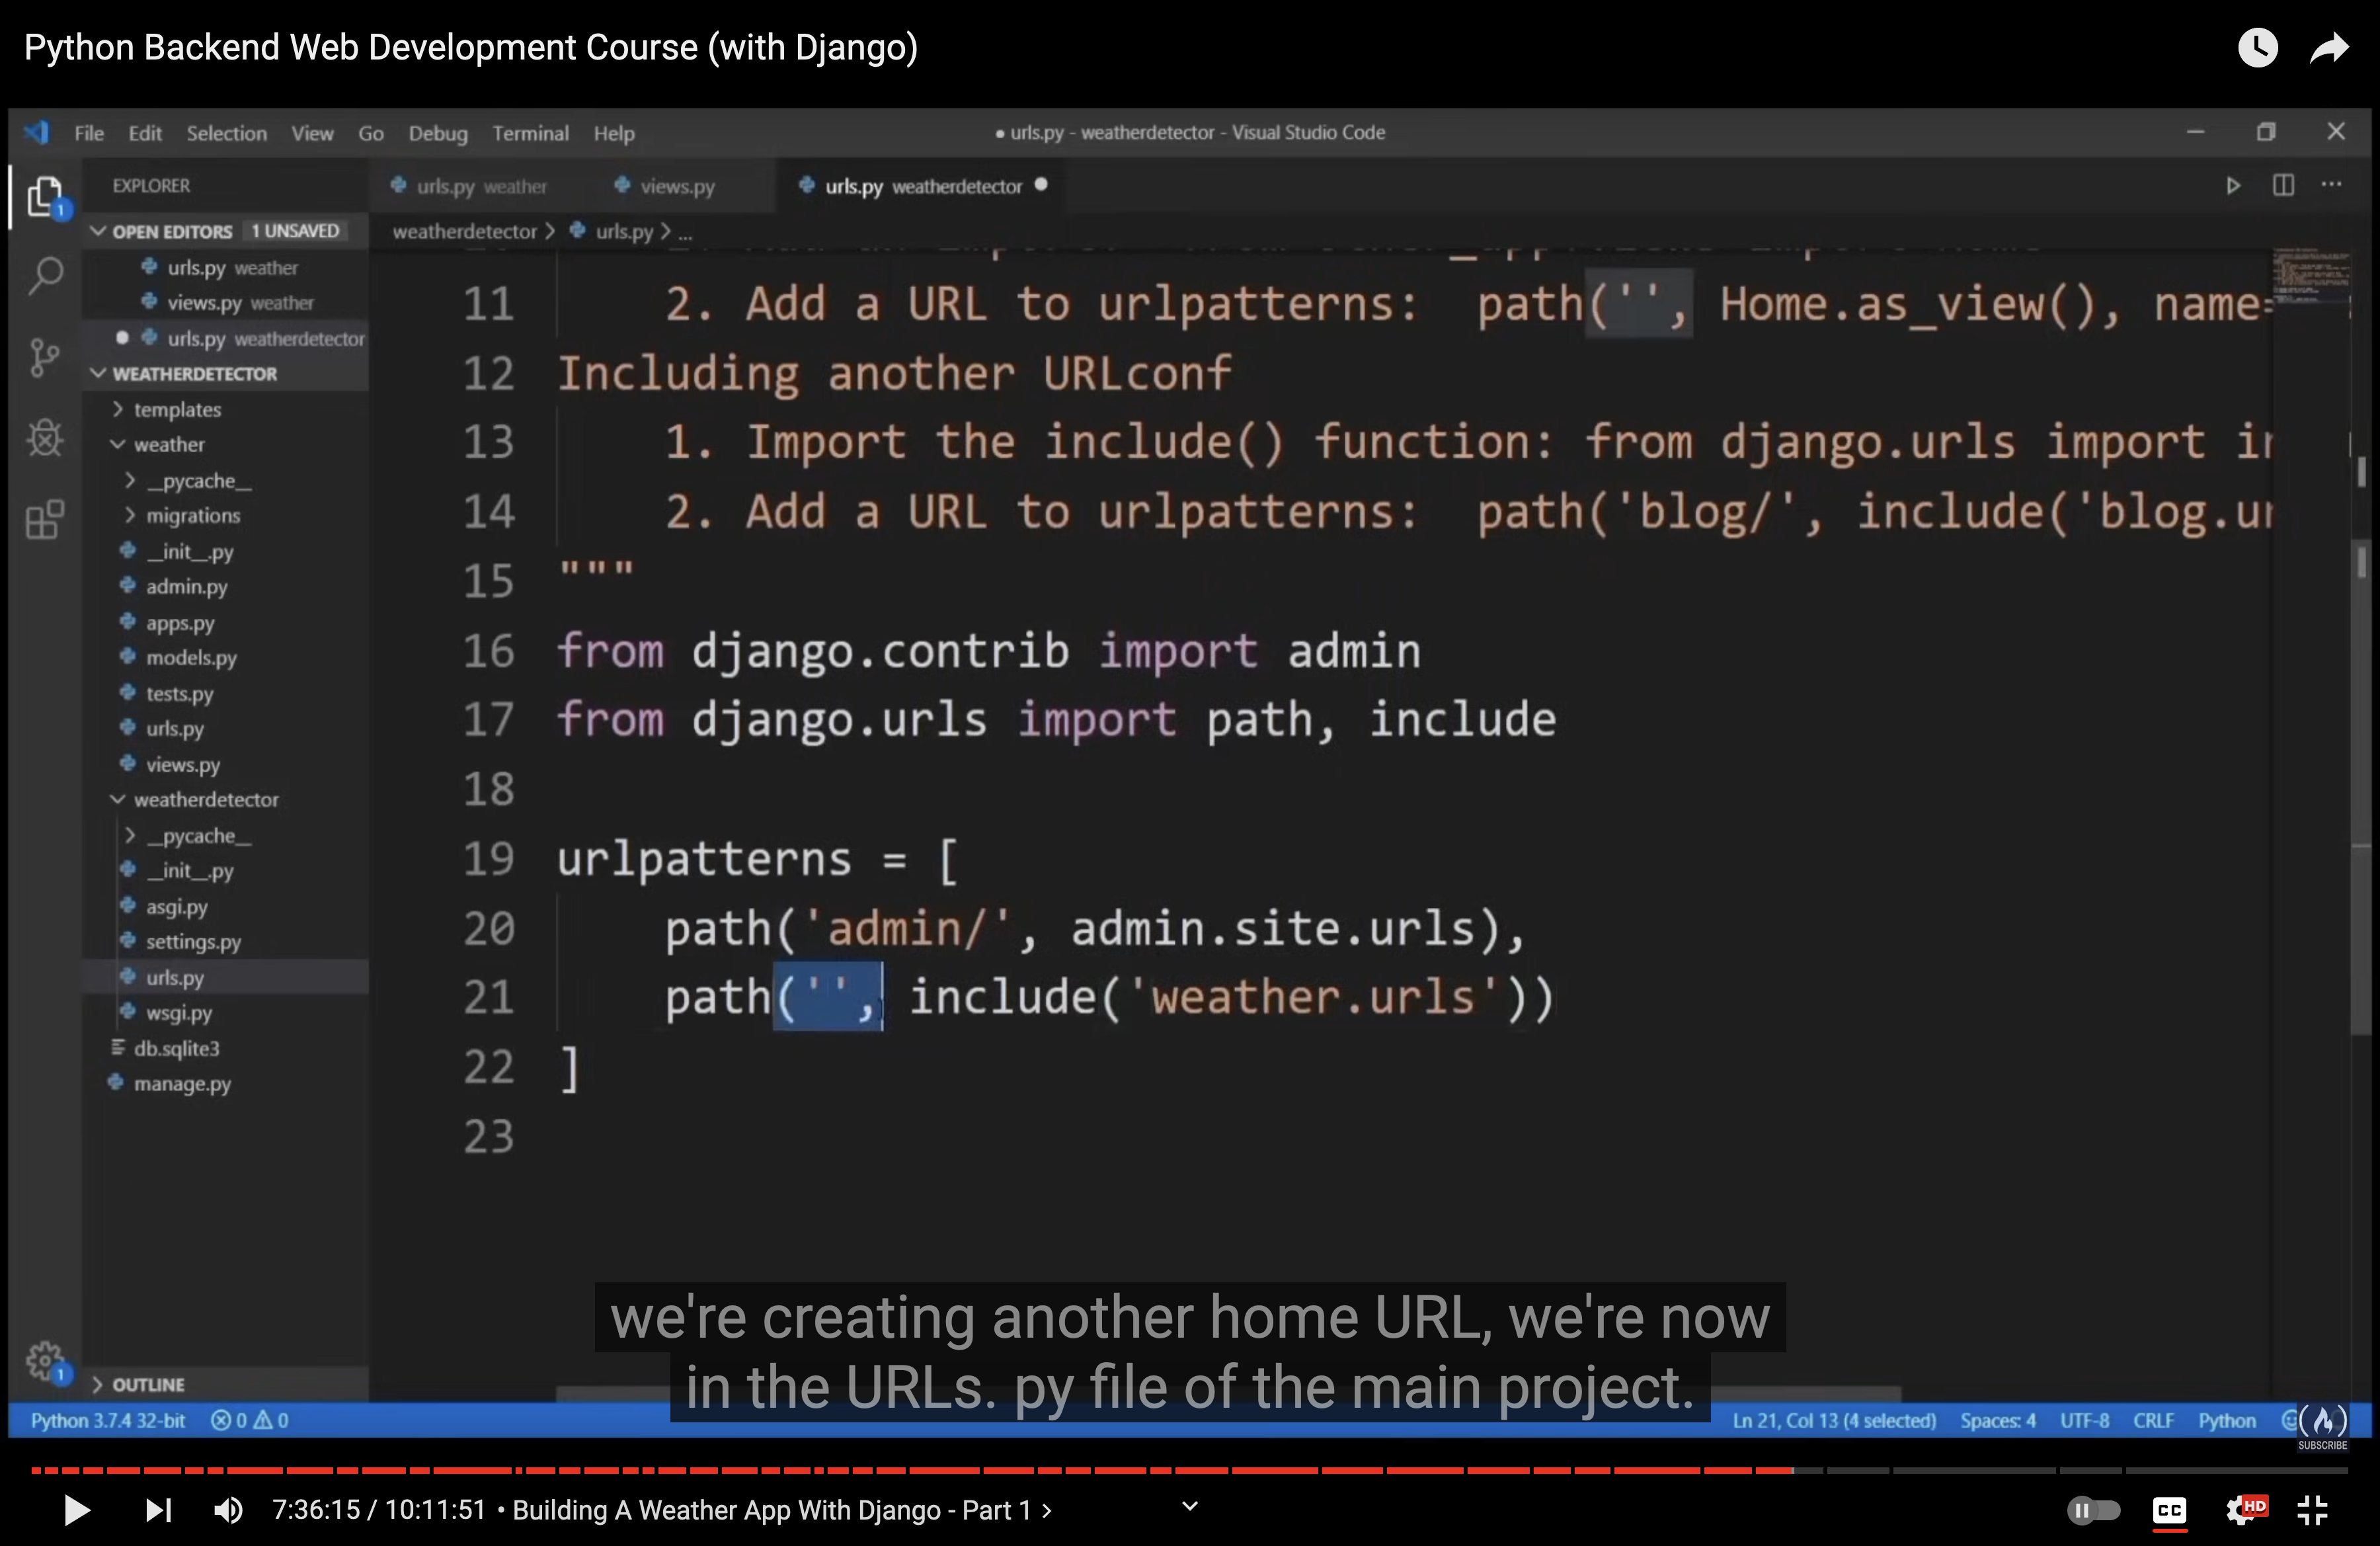 Python Backend Web Development Course (with Django)
File Edit Selection View Go Debug Terminal Help
● urls.py - weatherdetector - Visual Studio Code
EXPLORER
urls.py weather
views.py
urls.py weatherdetector
OPEN EDITORS 1 UNSAVED
weatherdetector > urls.py > ...
urls.py weather
views.py weather
urls.py weatherdetector
WEATHERDETECTOR
templates
weather
__pycache__
migrations
__init__.py
admin.py
apps.py
models.py
tests.py
urls.py
views.py
weatherdetector
__pycache__
__init__.py
asgi.py
settings.py
urls.py
wsgi.py
db.sqlite3
manage.py
OUTLINE
1
1
11 2. Add a URL to urlpatterns: path('', Home.as_view(), name=
12 Including another URLconf
13 1. Import the include() function: from django.urls import
14 2. Add a URL to urlpatterns: path('blog/', include('blog.
15 """
16 from django.contrib import admin
17 from django.urls import path, include
18
19 urlpatterns = [
20 path('admin/', admin.site.urls),
21 path('', include('weather.urls'))
22 ]
23
we're creating another home URL, we're now
in the URLs. py file of the main project.
Python 3.7.4 32-bit 0 0
Ln 21, Col 13 (4 selected) Spaces: 4 UTF-8 CRLF Python
SUBSCRIBE
7:36:15 / 10:11:51 • Building A Weather App With Django - Part 1 >
CC
HD